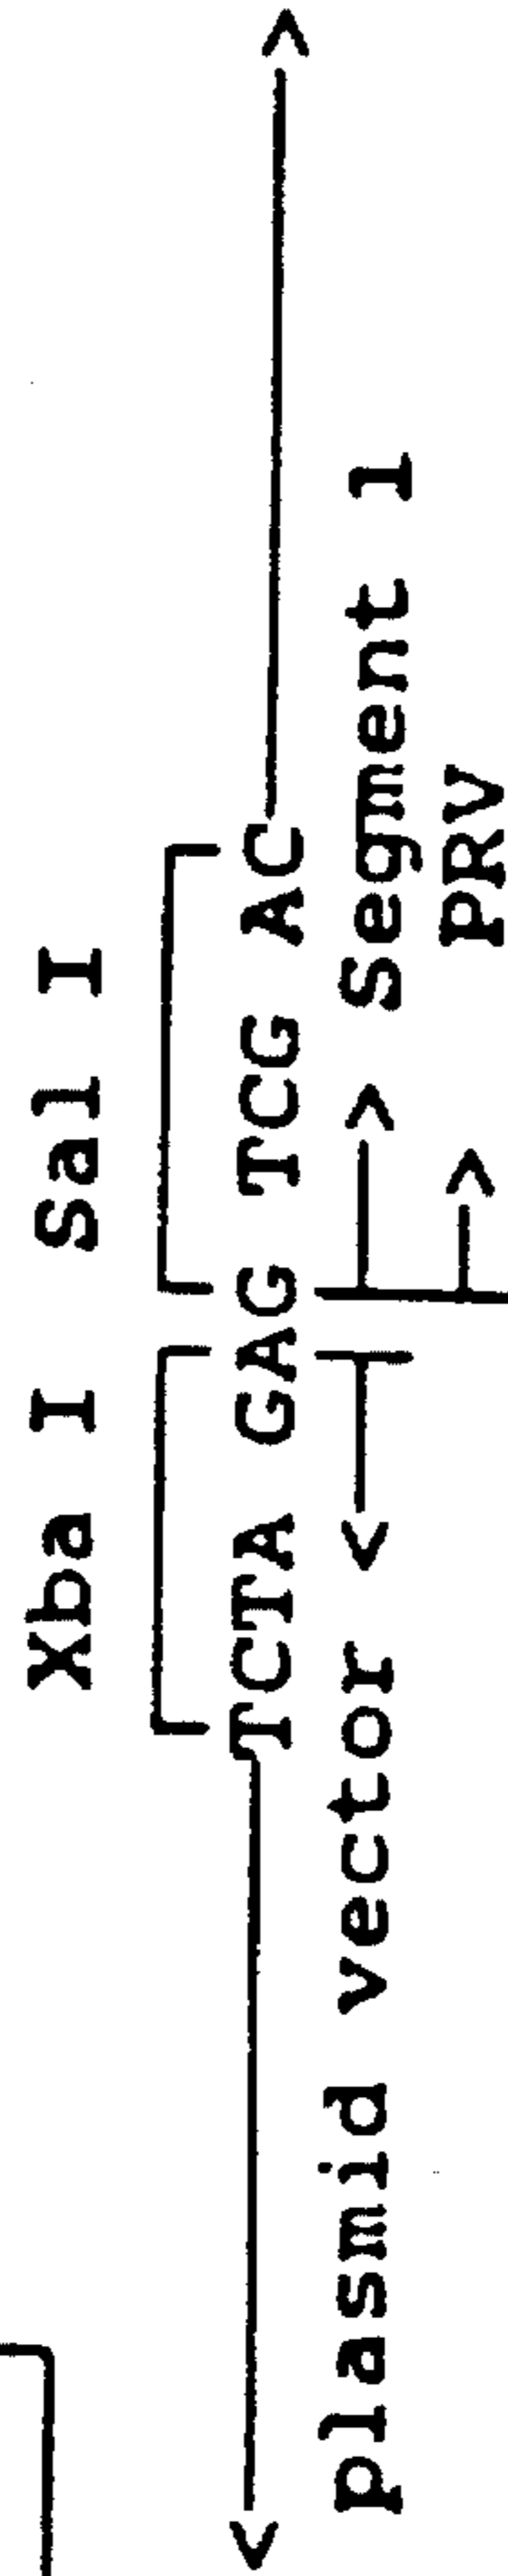 Xba I Sal I
TCTA GAG TCG AC
plasmid vector Segment 1
PRV